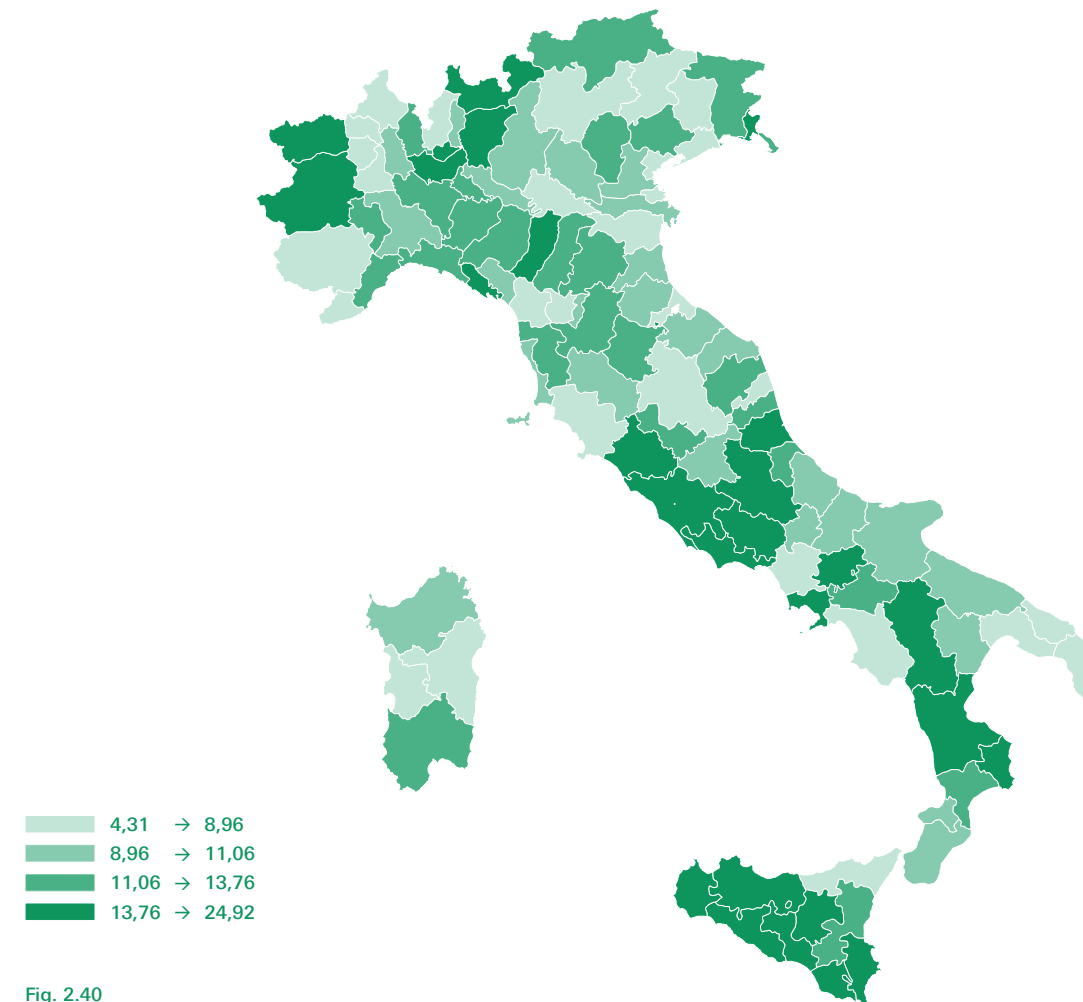 4,31 → 8,96
8,96 → 11,06
11,06 → 13,76
13,76 → 24,92
Fig. 2.40